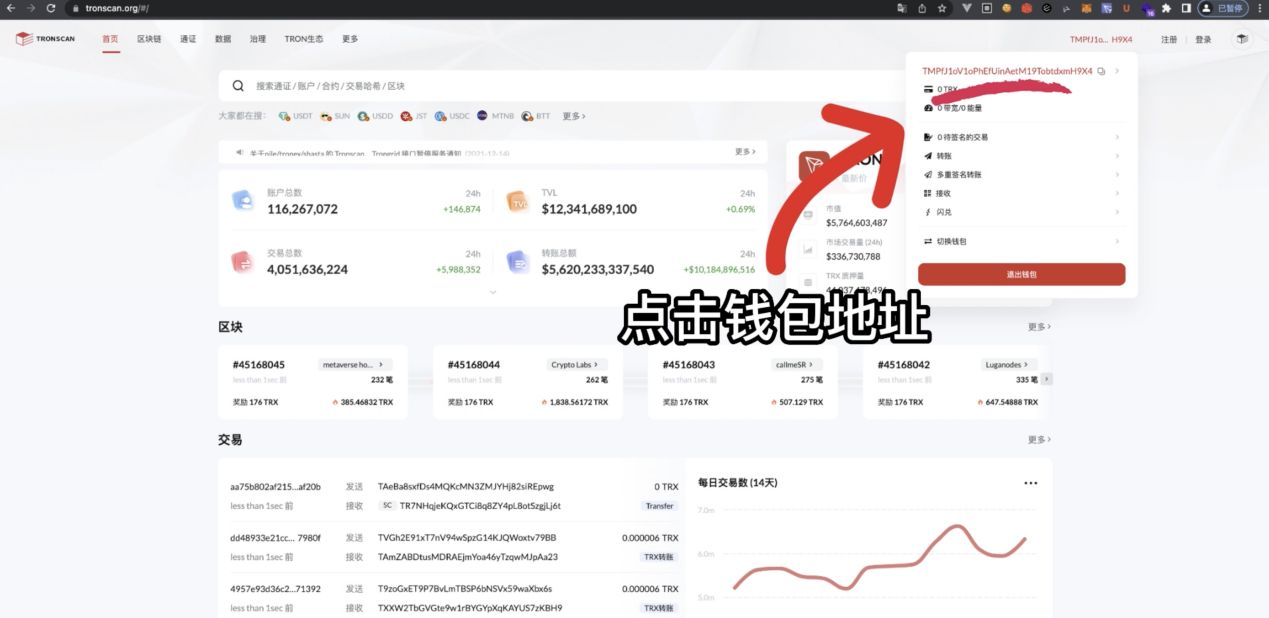 tronscan.org/#/
已暂停
TRONSCAN
首页 区块链 通证 数据 治理 TRON生态 更多
TMPfJ1o... H9X4 注册 登录
搜索通证 / 账户 / 合约 / 交易哈希 / 区块
大家都在搜： USDT SUN USDD JST USDC MTNB BTT 更多
TMPfJ1oV1oPhEfUinAetM19TobtdxmH9X4
0 TRX
0 带宽/0 能量
0 待签名的交易
转账
多重签名转账
接收
闪兑
切换钱包
退出钱包
关于nile/tronex/shasta 的 Tronscan、Trongrid 接口暂停服务通知 (2021-12-14) 更多
账户总数 24h
116,267,072 +146,874
TVL 24h
$12,341,689,100 +0.69%
交易总数 24h
4,051,636,224 +5,988,352
转账总额 24h
$5,620,233,337,540 +$10,184,896,516
最新价
市值
$5,764,603,487
市场交易量 (24h)
$336,730,788
TRX 质押量
点击钱包地址
区块 更多
#45168045 metaverse ho...
less than 1sec 前 232 笔
奖励 176 TRX 385.46832 TRX
#45168044 Crypto Labs
less than 1sec 前 262 笔
奖励 176 TRX 1,838.56172 TRX
#45168043 callmeSR
less than 1sec 前 275 笔
奖励 176 TRX 507.129 TRX
#45168042 Luganodes
less than 1sec 前 335 笔
奖励 176 TRX 647.54888 TRX
交易 更多
aa75b802af215...af20b 发送 TAeBa8sxfDs4MQKcMN3ZMJYHj82siREpwg 0 TRX
less than 1sec 前 接收 SC TR7NHqjeKQxGTCi8q8ZY4pL8otSzgjLj6t Transfer
dd48933e21cc... 7980f 发送 TVGh2E91xT7nV94wSpzG14KJQWoxtv79BB 0.000006 TRX
less than 1sec 前 接收 TAmZABDtusMDRAEjmYoa46yTzqwMJpAa23 TRX转账
4957e93d36c2...71392 发送 T9zoGxET9P7BvLmTBSP6bNSVx59waXbx6s 0.000006 TRX
less than 1sec 前 接收 TXXW2TbGVGte9w1rBYGYpXqKAYUS7zKBH9 TRX转账
每日交易数 (14天)
7.0m
6.0m
5.0m